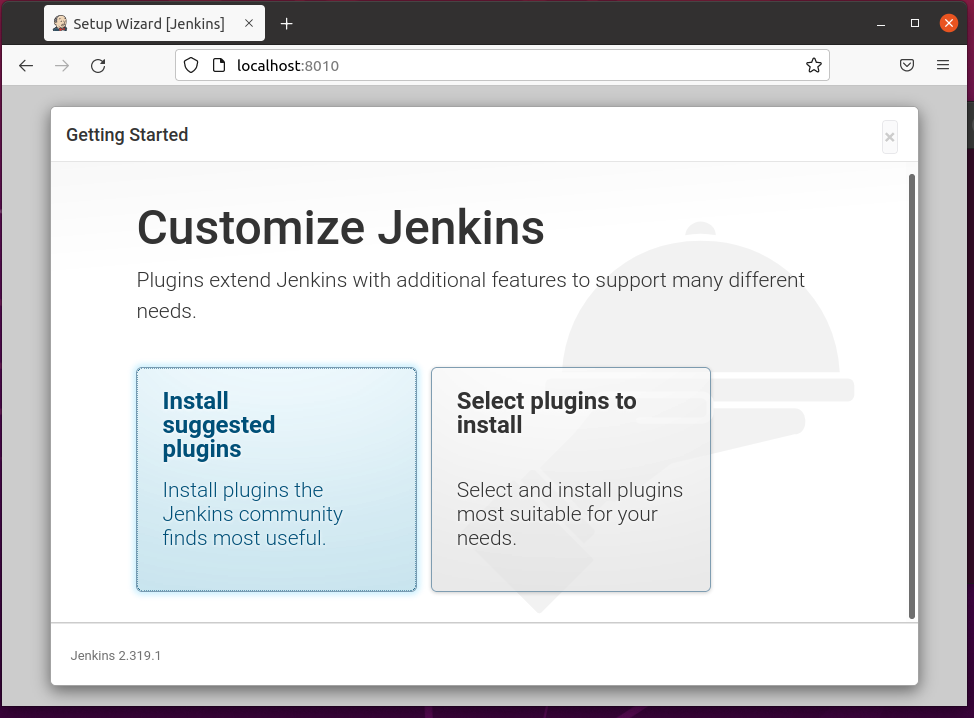 Setup Wizard [Jenkins]
localhost:8010
Getting Started
Customize Jenkins
Plugins extend Jenkins with additional features to support many different
needs.
Install
suggested
plugins
Install plugins the
Jenkins community
finds most useful.
Select plugins to
install
Select and install plugins
most suitable for your
needs.
Jenkins 2.319.1